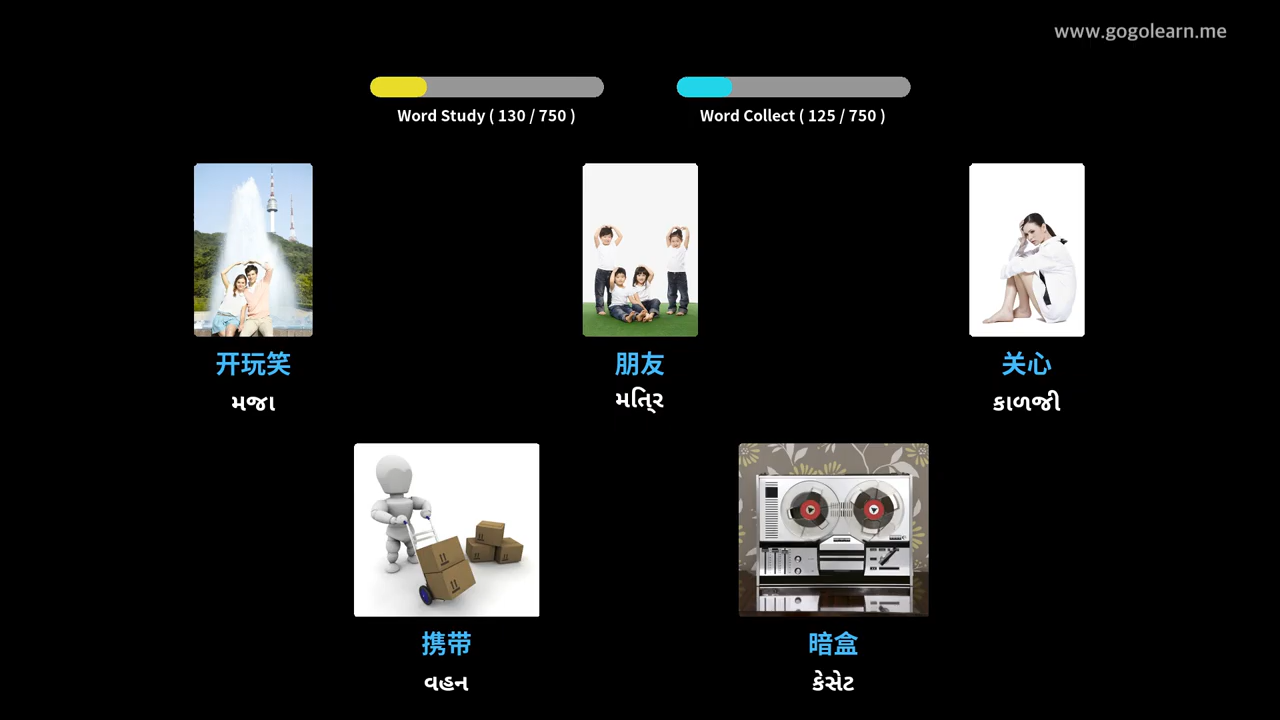 www.gogolearn.me
Word Study ( 130 / 750 )
Word Collect ( 125 / 750 )
开玩笑
મજા
朋友
મતિ્ર
关心
કાળજી
携带
વહન
暗盒
કેસેટ